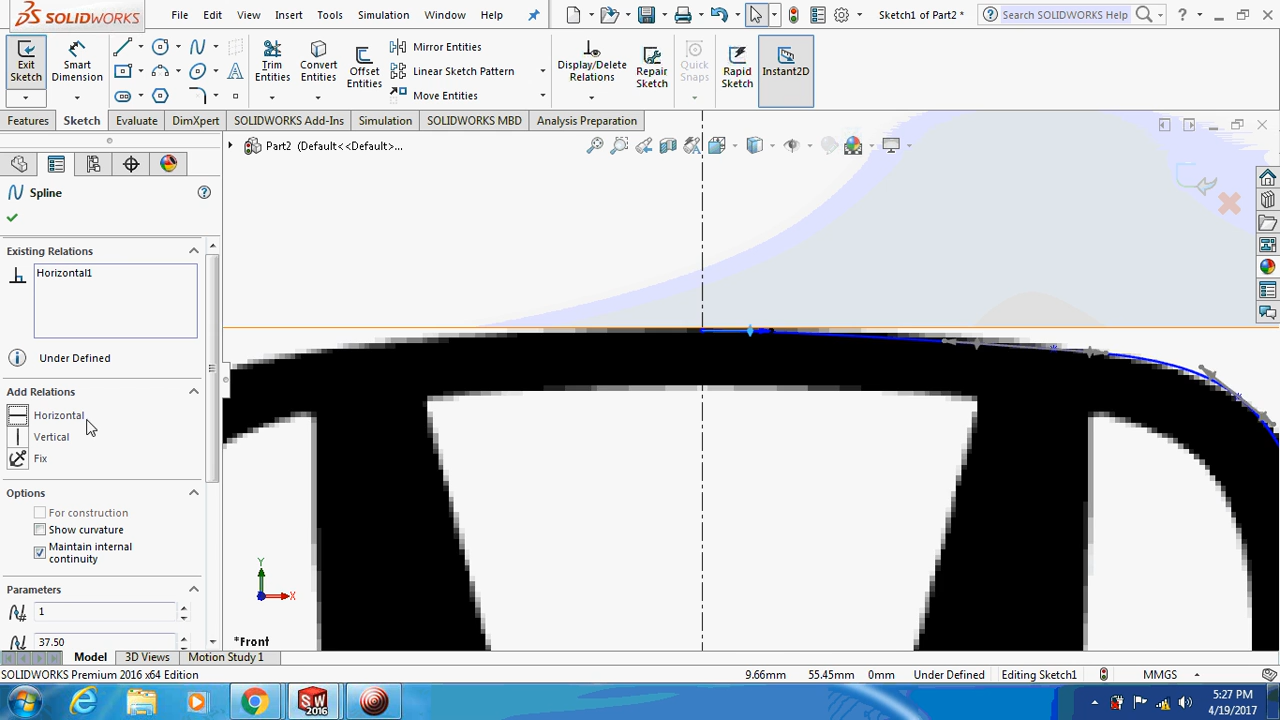 SOLIDWORKS
File Edit View Insert Tools Simulation Window Help
Sketch1 of Part2 *
Search SOLIDWORKS Help
Exit Sketch
Smart Dimension
Trim Entities
Convert Entities
Offset Entities
Mirror Entities
Linear Sketch Pattern
Move Entities
Display/Delete Relations
Repair Sketch
Quick Snaps
Rapid Sketch
Instant2D
Features Sketch Evaluate DimXpert SOLIDWORKS Add-Ins Simulation SOLIDWORKS MBD Analysis Preparation
Part2 (Default<<Default>...
Spline
Existing Relations
Horizontal1
Under Defined
Add Relations
Horizontal
Vertical
Fix
Options
For construction
Show curvature
Maintain internal
continuity
Parameters
1
37.50
Y
X
*Front
Model 3D Views Motion Study 1
SOLIDWORKS Premium 2016 x64 Edition
9.66mm 55.45mm 0mm Under Defined Editing Sketch1 MMGS
SW
2016
5:27 PM
4/19/2017